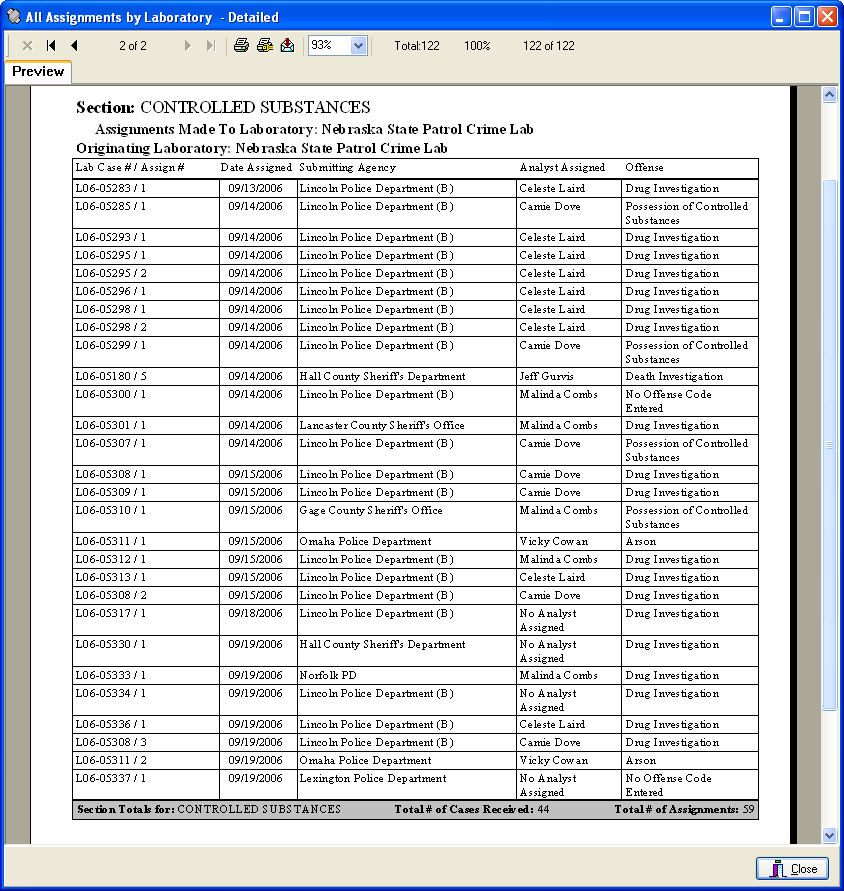 All Assignments by Laboratory - Detailed
2 of 2 93% Total:122 100% 122 of 122
Preview
Section: CONTROLLED SUBSTANCES
Assignments Made To Laboratory: Nebraska State Patrol Crime Lab
Originating Laboratory: Nebraska State Patrol Crime Lab
Lab Case # / Assign # Date Assigned Submitting Agency Analyst Assigned Offense
L06-05283 / 1 09/13/2006 Lincoln Police Department (B) Celeste Laird Drug Investigation
L06-05285 / 1 09/14/2006 Lincoln Police Department (B) Camie Dove Possession of Controlled
Substances
L06-05293 / 1 09/14/2006 Lincoln Police Department (B) Celeste Laird Drug Investigation
L06-05295 / 1 09/14/2006 Lincoln Police Department (B) Celeste Laird Drug Investigation
L06-05295 / 2 09/14/2006 Lincoln Police Department (B) Celeste Laird Drug Investigation
L06-05296 / 1 09/14/2006 Lincoln Police Department (B) Celeste Laird Drug Investigation
L06-05298 / 1 09/14/2006 Lincoln Police Department (B) Celeste Laird Drug Investigation
L06-05298 / 2 09/14/2006 Lincoln Police Department (B) Celeste Laird Drug Investigation
L06-05299 / 1 09/14/2006 Lincoln Police Department (B) Camie Dove Possession of Controlled
Substances
L06-05180 / 5 09/14/2006 Hall County Sheriff's Department Jeff Gurvis Death Investigation
L06-05300 / 1 09/14/2006 Lincoln Police Department (B) Malinda Combs No Offense Code
Entered
L06-05301 / 1 09/14/2006 Lancaster County Sheriff's Office Malinda Combs Drug Investigation
L06-05307 / 1 09/14/2006 Lincoln Police Department (B) Camie Dove Possession of Controlled
Substances
L06-05308 / 1 09/15/2006 Lincoln Police Department (B) Camie Dove Drug Investigation
L06-05309 / 1 09/15/2006 Lincoln Police Department (B) Camie Dove Drug Investigation
L06-05310 / 1 09/15/2006 Gage County Sheriff's Office Malinda Combs Possession of Controlled
Substances
L06-05311 / 1 09/15/2006 Omaha Police Department Vicky Cowan Arson
L06-05312 / 1 09/15/2006 Lincoln Police Department (B) Malinda Combs Drug Investigation
L06-05313 / 1 09/15/2006 Lincoln Police Department (B) Celeste Laird Drug Investigation
L06-05308 / 2 09/15/2006 Lincoln Police Department (B) Camie Dove Drug Investigation
L06-05317 / 1 09/18/2006 Lincoln Police Department (B) No Analyst Drug Investigation
Assigned
L06-05330 / 1 09/19/2006 Hall County Sheriff's Department No Analyst Drug Investigation
Assigned
L06-05333 / 1 09/19/2006 Norfolk PD Malinda Combs Drug Investigation
L06-05334 / 1 09/19/2006 Lincoln Police Department (B) No Analyst Drug Investigation
Assigned
L06-05336 / 1 09/19/2006 Lincoln Police Department (B) Celeste Laird Drug Investigation
L06-05308 / 3 09/19/2006 Lincoln Police Department (B) Camie Dove Drug Investigation
L06-05311 / 2 09/19/2006 Omaha Police Department Vicky Cowan Arson
L06-05337 / 1 09/19/2006 Lexington Police Department No Analyst No Offense Code
Assigned Entered
Section Totals for: CONTROLLED SUBSTANCES Total # of Cases Received: 44 Total # of Assignments: 59
Close